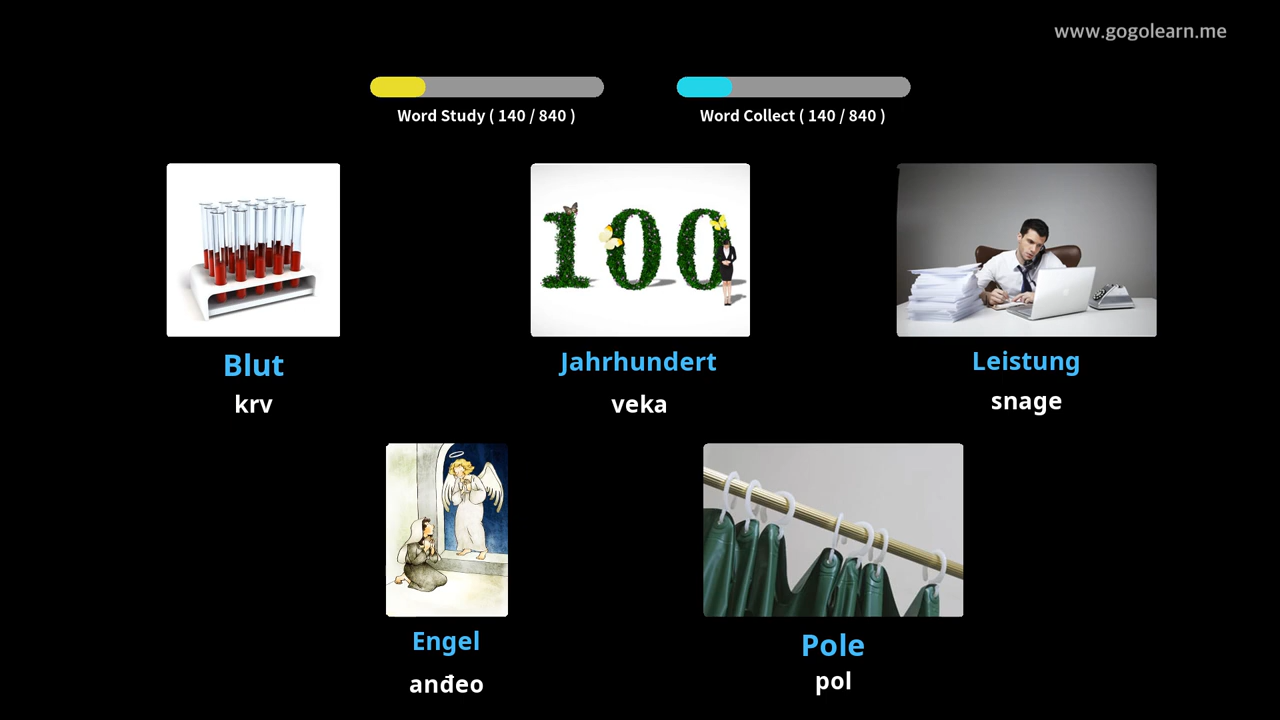 www.gogolearn.me
Word Study ( 140 / 840 )
Word Collect ( 140 / 840 )
100
Blut
krv
Jahrhundert
veka
Leistung
snage
Engel
anđeo
Pole
pol